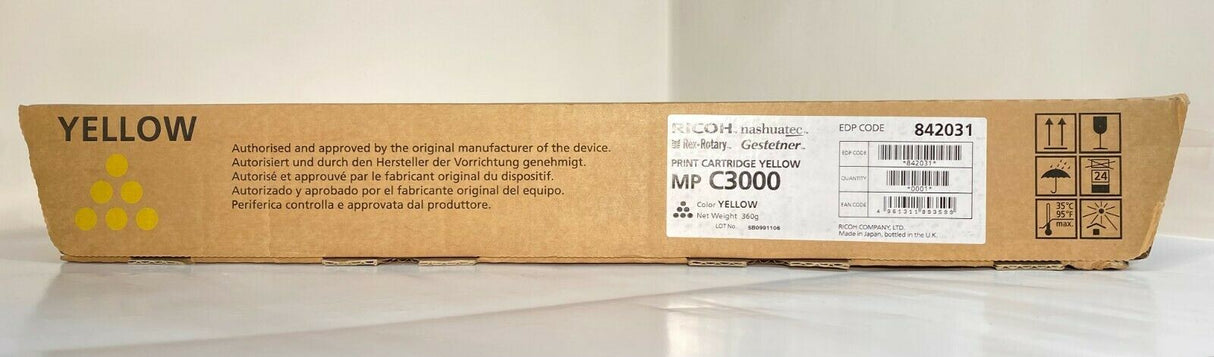 YELLOW
Authorised and approved by the original manufacturer of the device.
Autorisiert und durch den Hersteller der Vorrichtung genehmigt.
Autorisé et approuvé par le fabricant original du dispositif.
Autorizado y aprobado por el fabricante original del equipo.
Periferica controlla e approvata dal produttore.
RICOH nashuatec
Rex-Rotary Gestetner
PRINT CARTRIDGE YELLOW
MP C3000
Color YELLOW
Net Weight 360g
LOT No. SB0991106
EDP CODE 842031
EDP CODE
*842031*
QUANTITY
*0001*
EAN CODE
4 961311 893599
RICOH COMPANY, LTD.
Made in Japan, bottled in the U.K.
24
35°C
95°F
max.